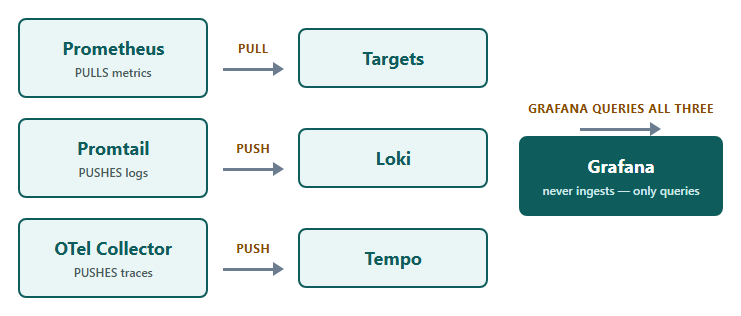 Prometheus
PULLS metrics
PULL
Targets
Promtail
PUSHES logs
PUSH
Loki
OTel Collector
PUSHES traces
PUSH
Tempo
GRAFANA QUERIES ALL THREE
Grafana
never ingests — only queries